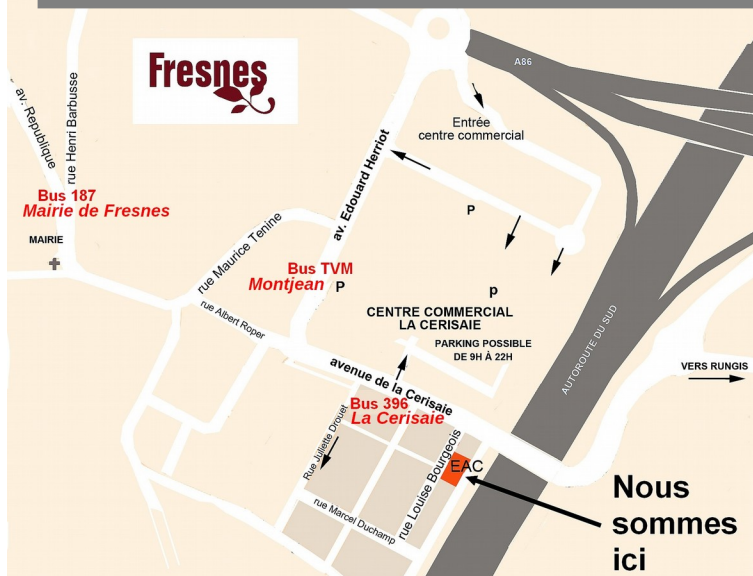 Fresnes
A86
Entrée
centre commercial
av. Republique
rue Henri Barbusse
Bus 187
Mairie de Fresnes
MAIRIE
av. Edouard Herriot
P
rue Maurice Tenine
Bus TVM
Montjean P
p
CENTRE COMMERCIAL
LA CERISAIE
PARKING POSSIBLE
DE 9H À 22H
rue Albert Roper
avenue de la Cerisaie
AUTOROUTE DU SUD
VERS RUNGIS
Bus 396
La Cerisaie
Rue Juliette Drouet
rue Louise Bourgeois
EAC
rue Marcel Duchamp
Nous
sommes
ici